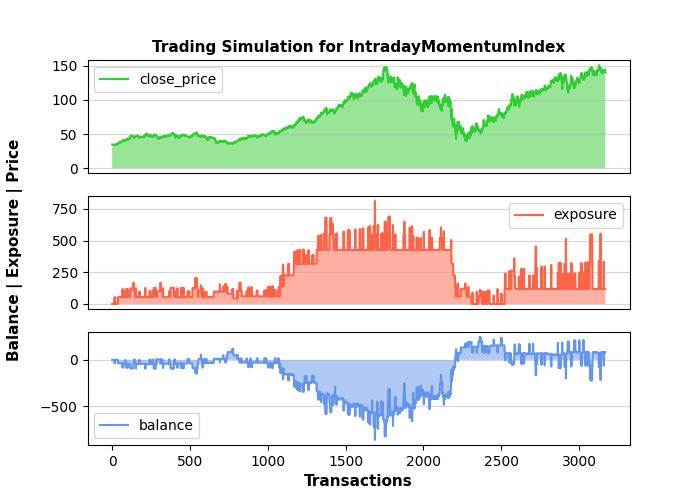 Trading Simulation for IntradayMomentumIndex
150
100
50
0
close_price
750
500
250
0
exposure
0
−500
balance
0 500 1000 1500 2000 2500 3000
Transactions
Balance | Exposure | Price